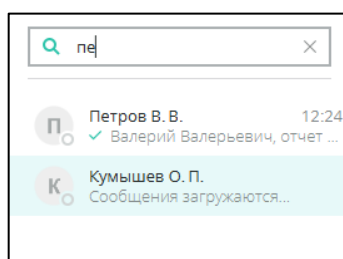 пе
Петров В. В. 12:24
П
Валерий Валерьевич, отчет ...
Кумышев О. П.
К
Сообщения загружаются...